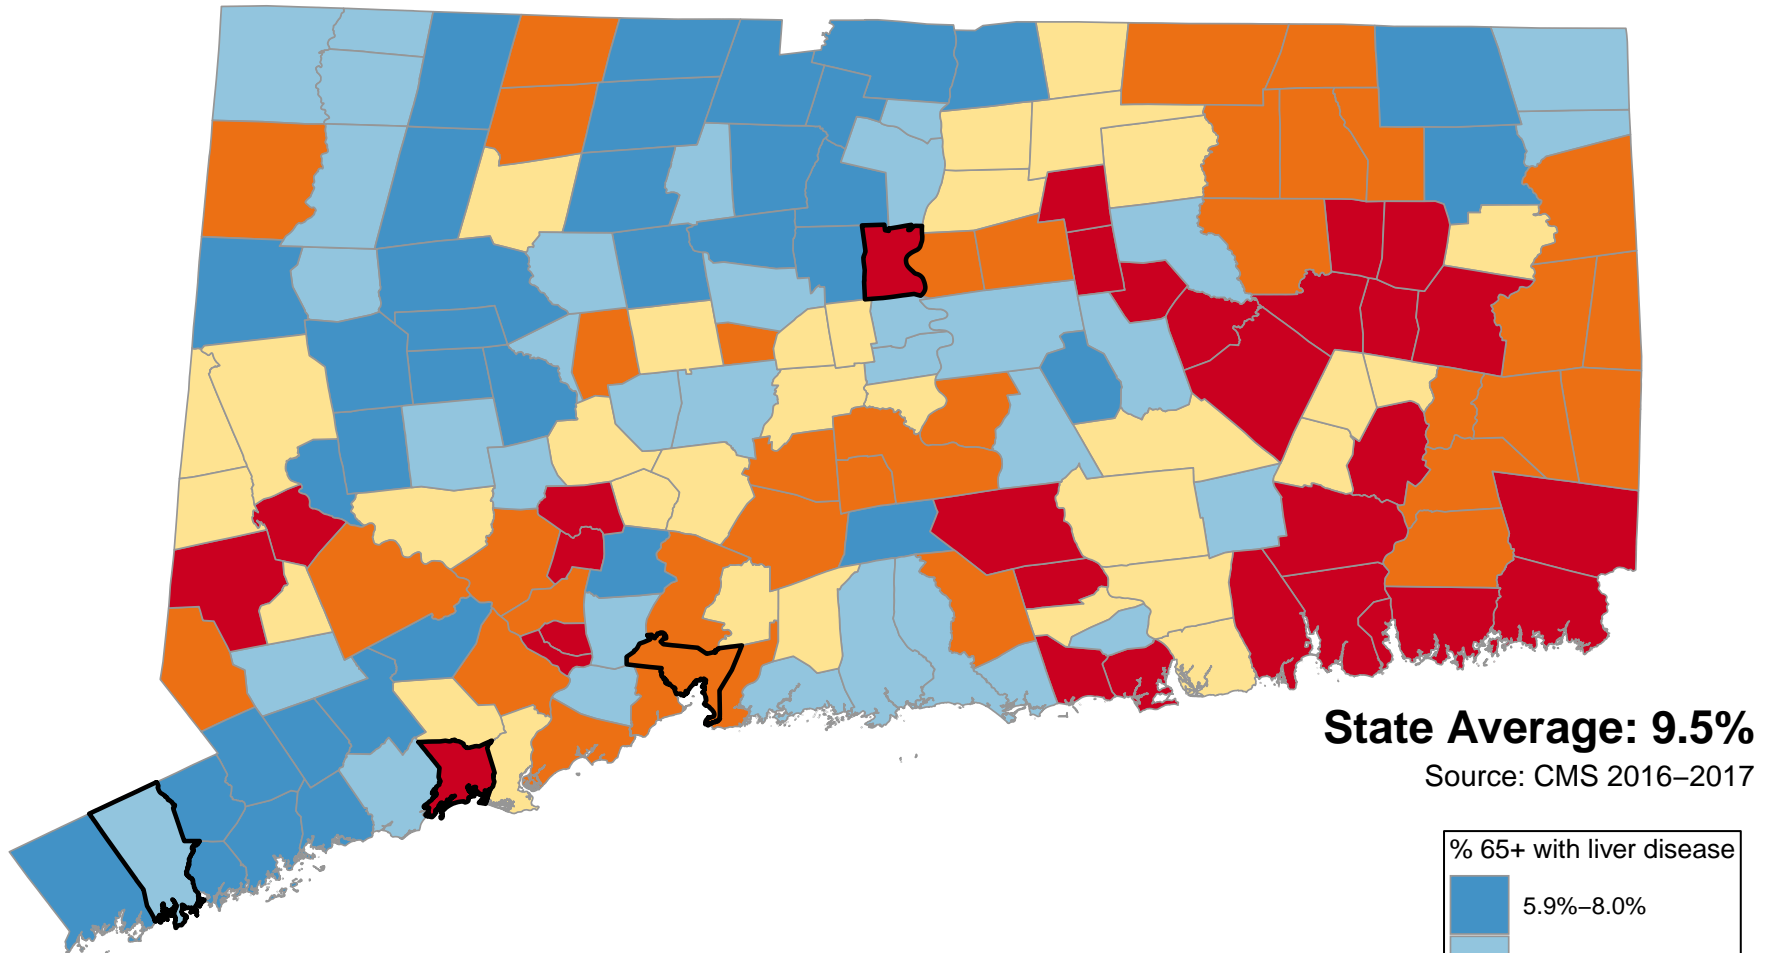 State Average: 9.5%
Source: CMS 2016–2017
% 65+ with liver disease
5.9%–8.0%